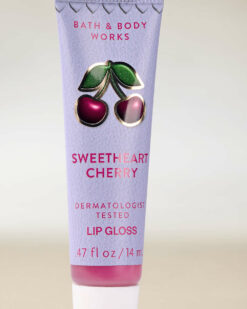 BATH & BODY
WORKS
SWEETHEART
CHERRY
DERMATOLOGIST
TESTED
LIP GLOSS
.47 fl oz / 14 mL